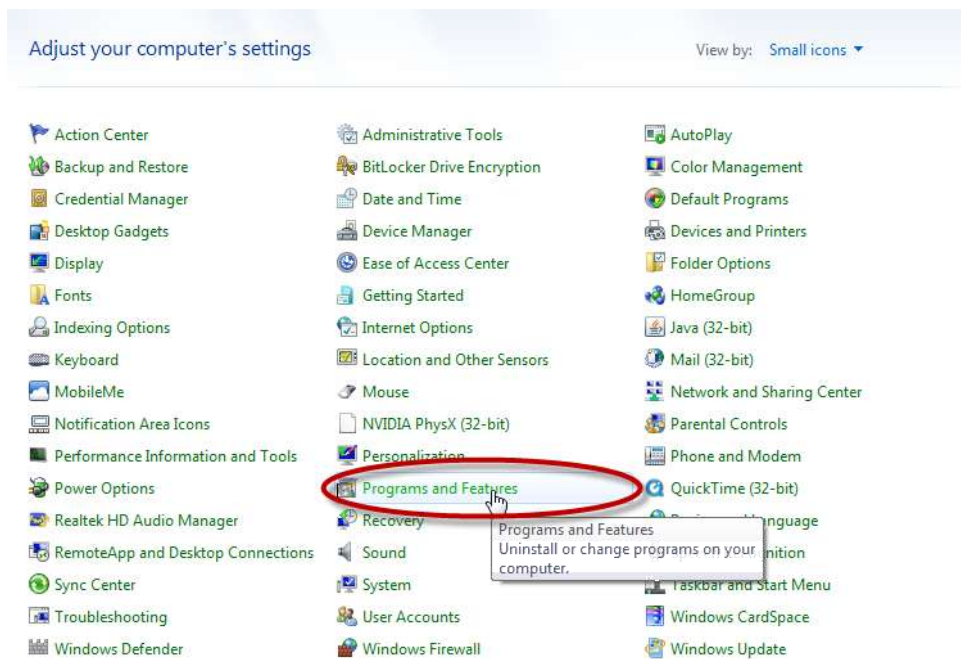 Adjust your computer's settings
View by: Small icons
Action Center
Administrative Tools
AutoPlay
Backup and Restore
BitLocker Drive Encryption
Color Management
Credential Manager
Date and Time
Default Programs
Desktop Gadgets
Device Manager
Devices and Printers
Display
Ease of Access Center
Folder Options
Fonts
Getting Started
HomeGroup
Indexing Options
Internet Options
Java (32-bit)
Keyboard
Location and Other Sensors
Mail (32-bit)
MobileMe
Mouse
Network and Sharing Center
Notification Area Icons
NVIDIA PhysX (32-bit)
Parental Controls
Performance Information and Tools
Personalization
Phone and Modem
Power Options
Programs and Features
QuickTime (32-bit)
Realtek HD Audio Manager
Recovery
Programs and Features
Uninstall or change programs on your
computer.
RemoteApp and Desktop Connections
Sound
Sync Center
System
Taskbar and Start Menu
Troubleshooting
User Accounts
Windows CardSpace
Windows Defender
Windows Firewall
Windows Update